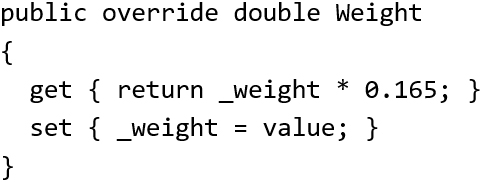 public override double Weight
{
  get { return _weight * 0.165; }
  set { _weight = value; }
}